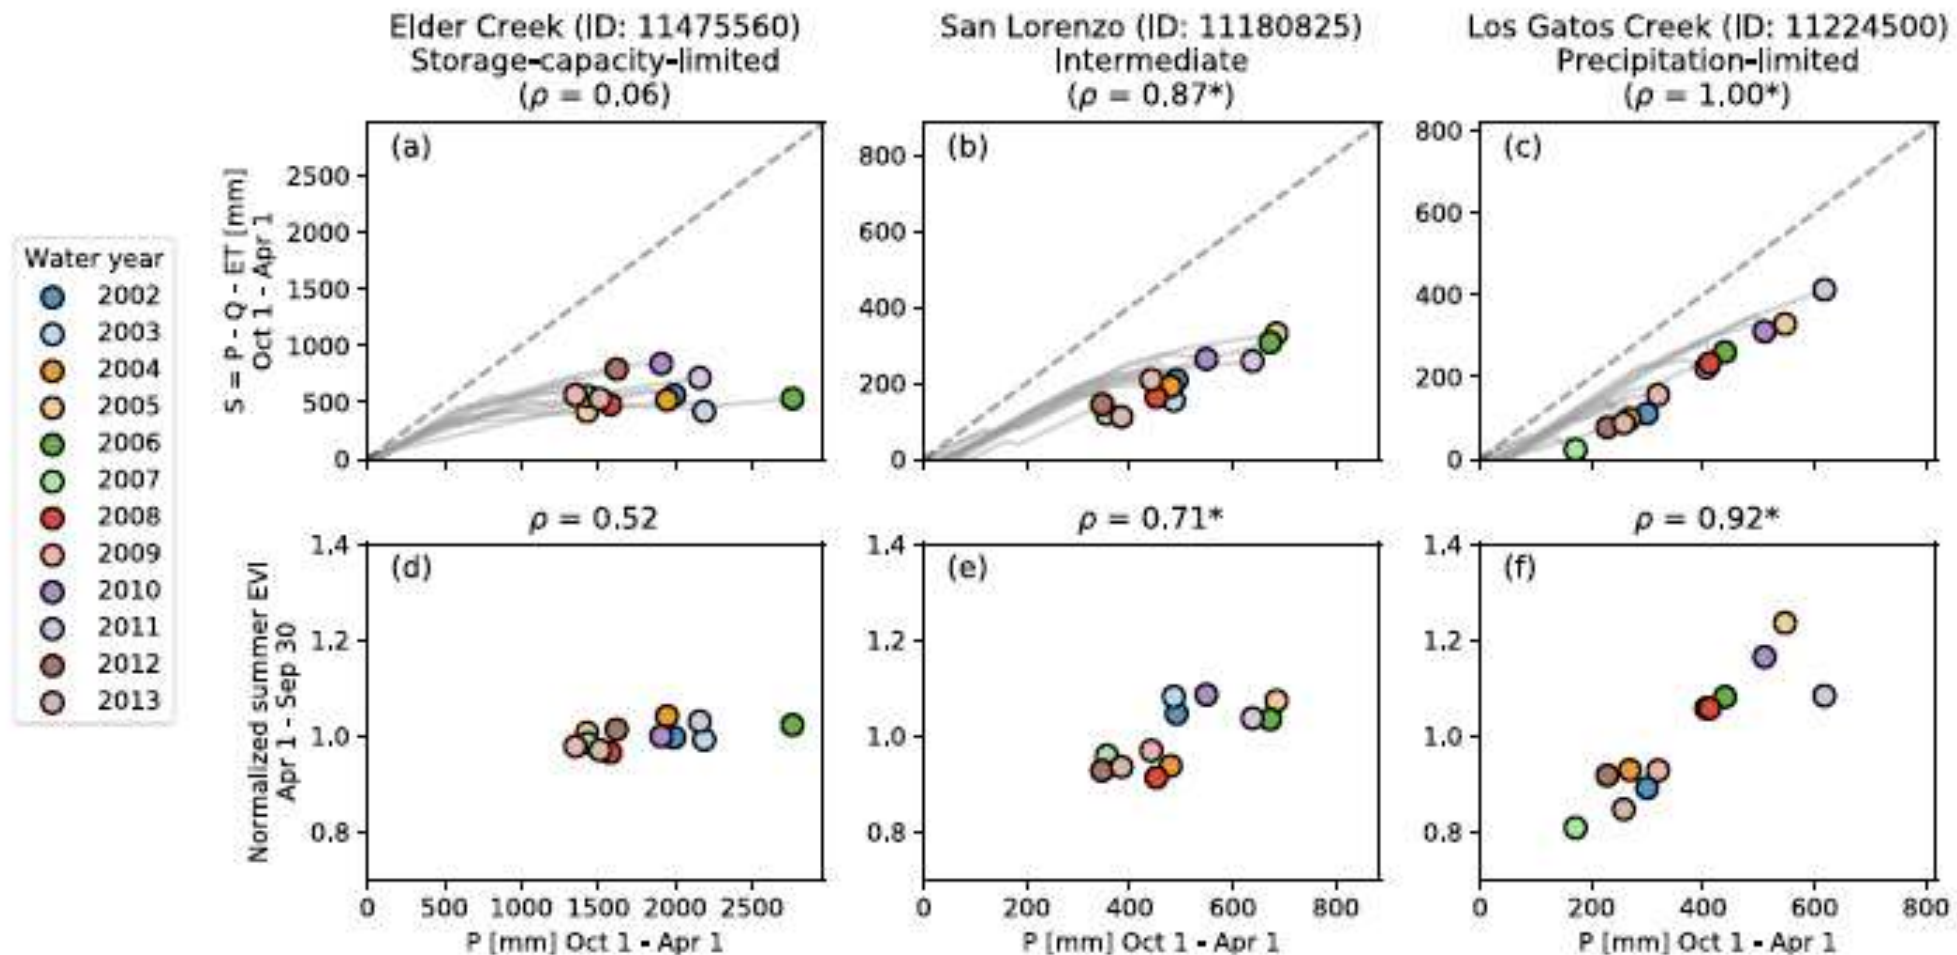 Elder Creek (ID: 11475560)
Storage-capacity-limited
(ρ = 0.06)
San Lorenzo (ID: 11180825)
Intermediate
(ρ = 0.87*)
Los Gatos Creek (ID: 11224500)
Precipitation-limited
(ρ = 1.00*)
Water year
2002
2003
2004
2005
2006
2007
2008
2009
2010
2011
2012
2013
S = P - Q - ET [mm]
Oct 1 - Apr 1
(a)
2500
2000
1500
1000
500
0
(b)
800
600
400
200
0
(c)
800
600
400
200
0
ρ = 0.52
ρ = 0.71*
ρ = 0.92*
Normalized summer EVI
Apr 1 - Sep 30
(d)
1.4
1.2
1.0
0.8
0 500 1000 1500 2000 2500
P [mm] Oct 1 - Apr 1
(e)
1.4
1.2
1.0
0.8
0 200 400 600 800
P [mm] Oct 1 - Apr 1
(f)
1.4
1.2
1.0
0.8
0 200 400 600 800
P [mm] Oct 1 - Apr 1